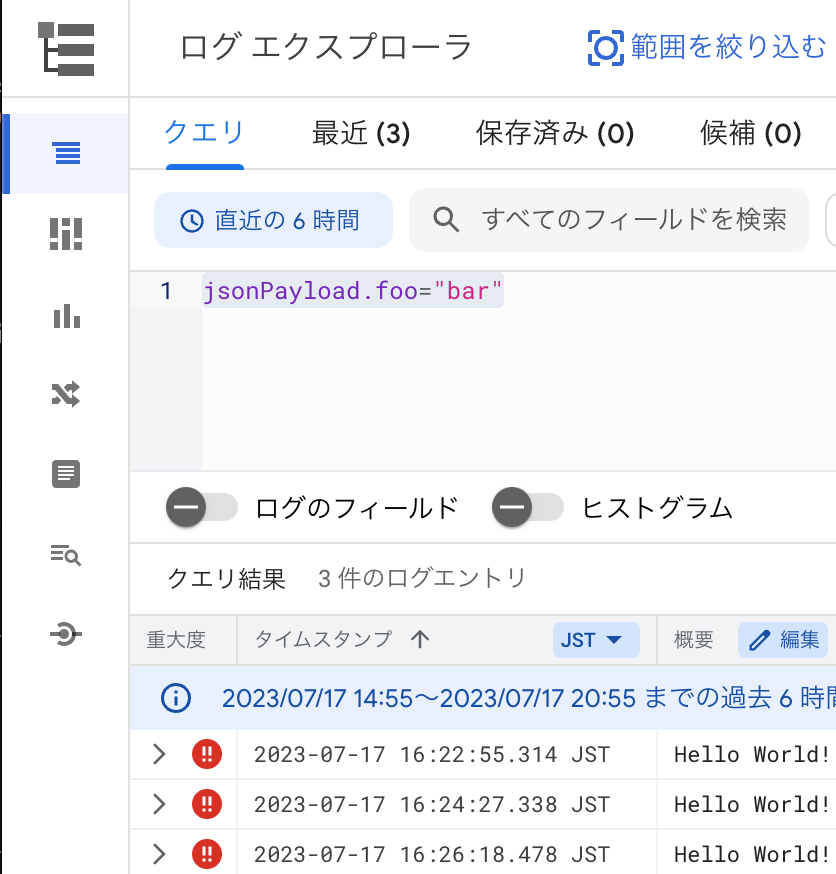 ログ エクスプローラ 範囲を絞り込む
クエリ 最近 (3) 保存済み (0) 候補 (0)
直近の 6 時間 すべてのフィールドを検索
1 jsonPayload.foo="bar"
ログのフィールド ヒストグラム
クエリ結果 3 件のログエントリ
重大度 タイムスタンプ ↑ JST 概要 編集
2023/07/17 14:55～2023/07/17 20:55 までの過去 6 時間
2023-07-17 16:22:55.314 JST Hello World!
2023-07-17 16:24:27.338 JST Hello World!
2023-07-17 16:26:18.478 JST Hello World!